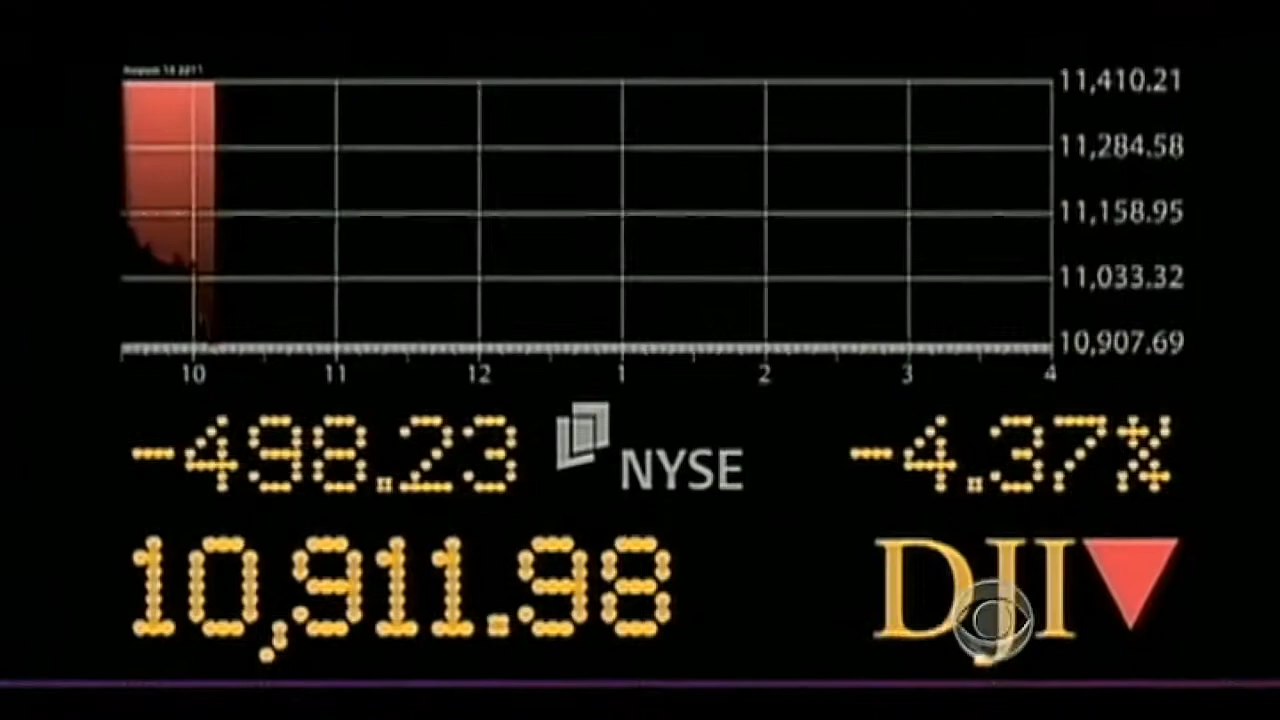 11,410.21
11,284.58
11,158.95
11,033.32
10,907.69
10 11 12 1 2 3 4
-498.23 NYSE -4.37%
10,911.98 DJI